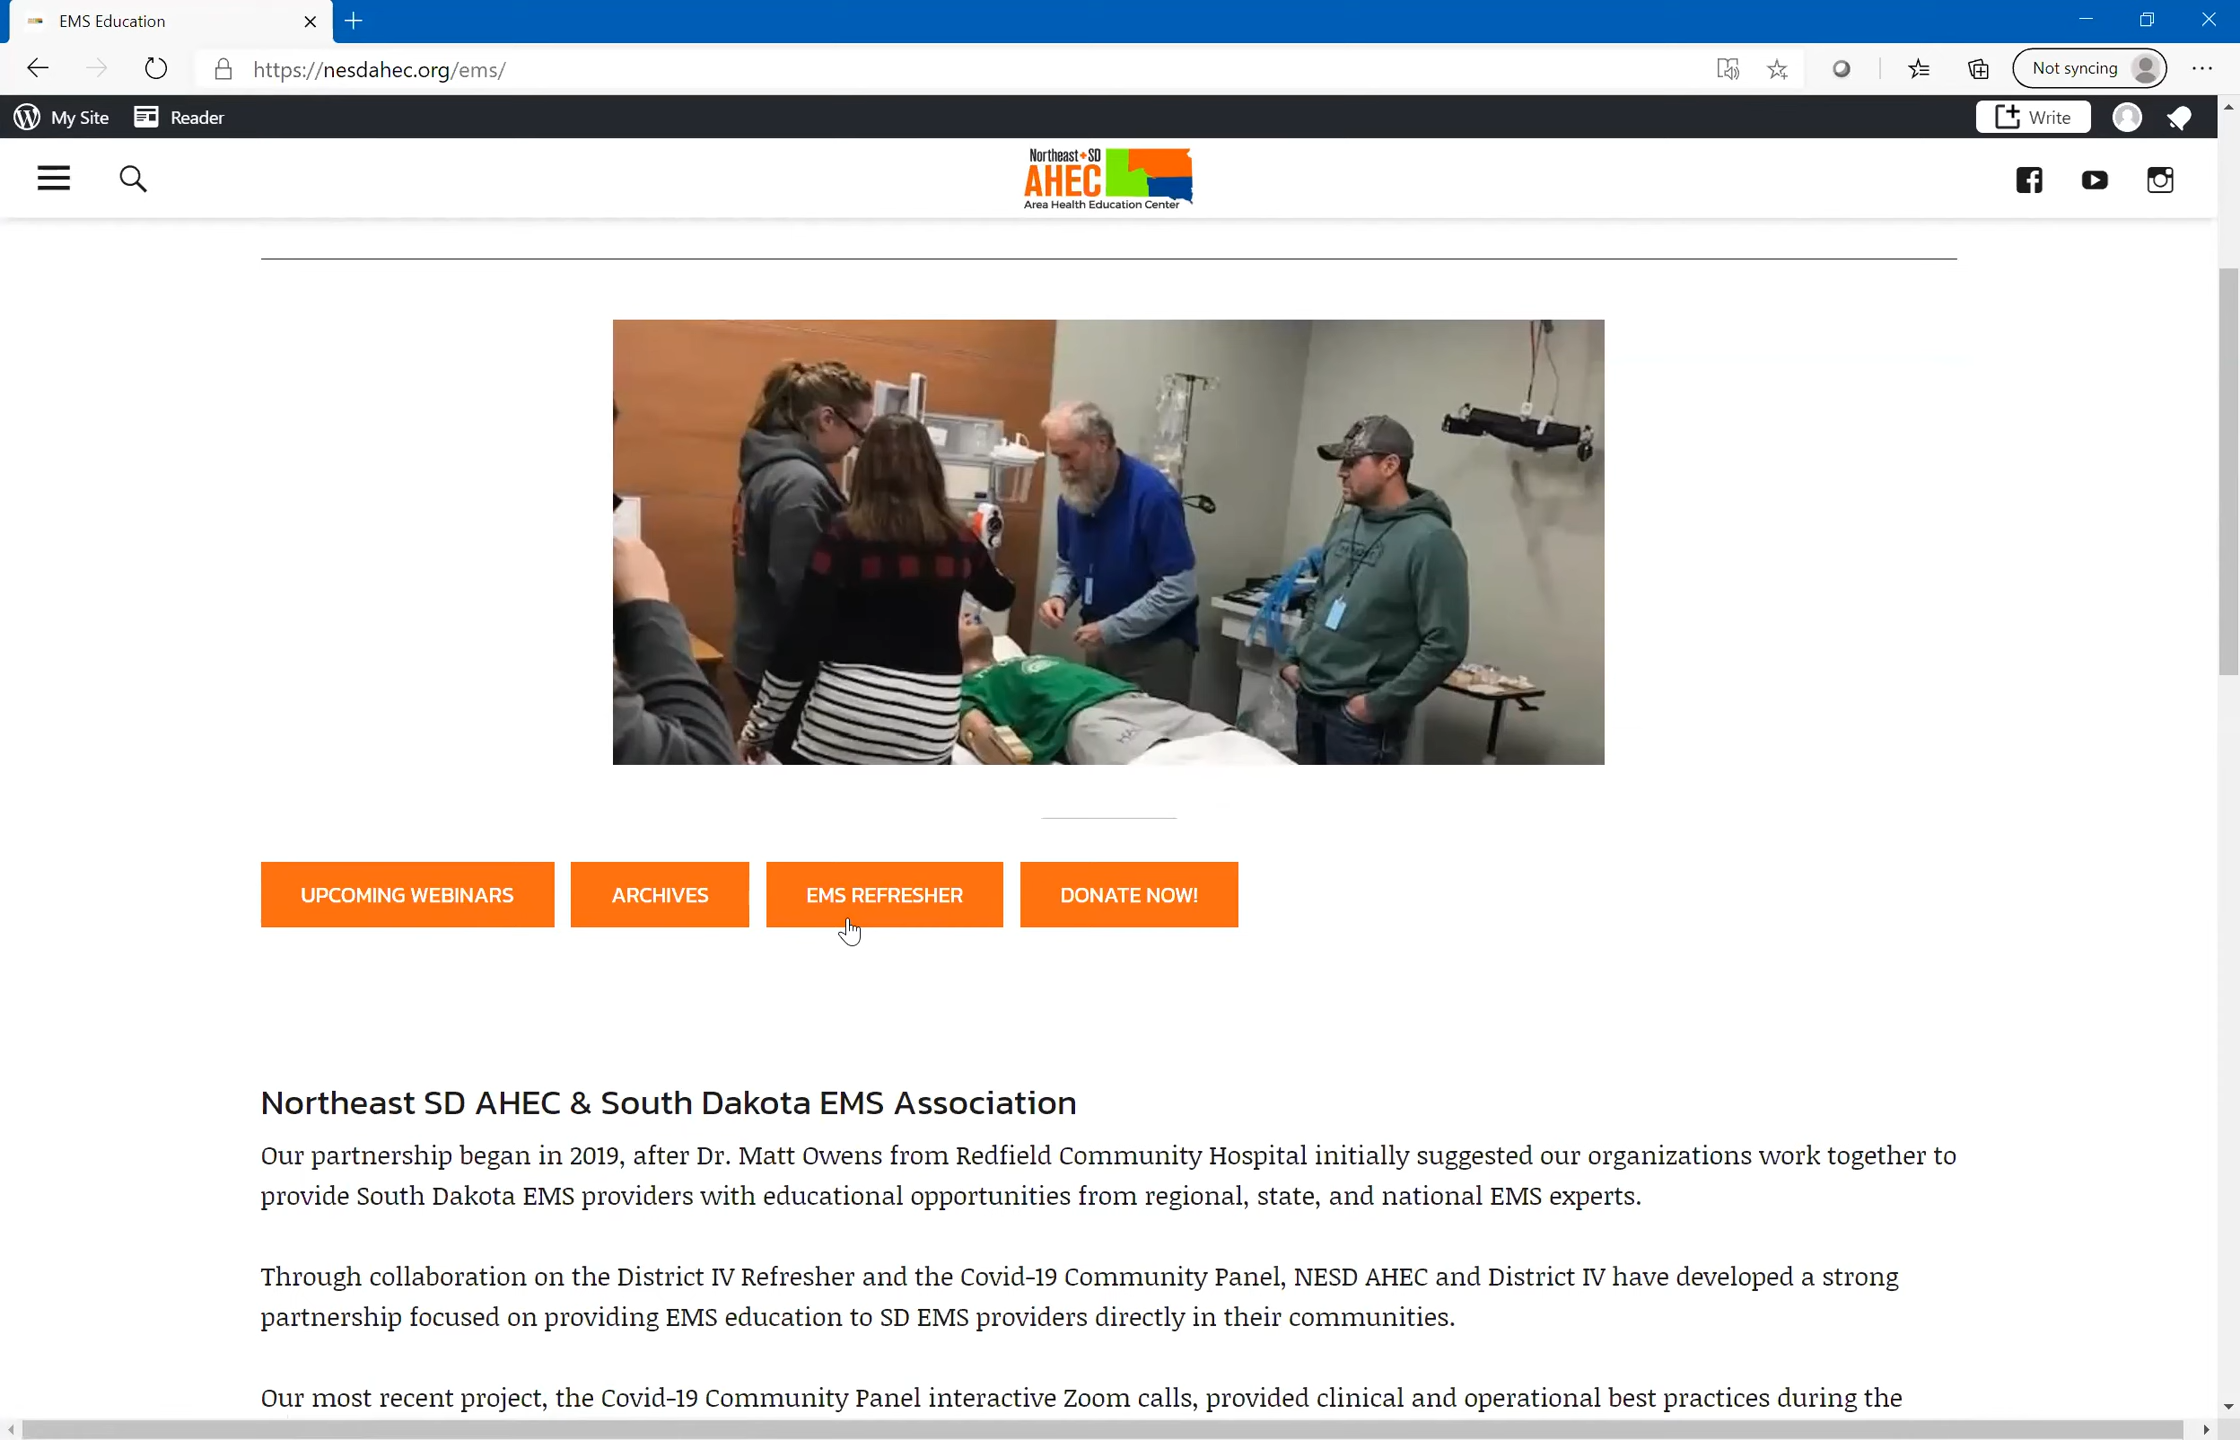 EMS Education
https://nesdahec.org/ems/
Not syncing
My Site
Reader
Write
Northeast SD
AHEC
Area Health Education Center
UPCOMING WEBINARS
ARCHIVES
EMS REFRESHER
DONATE NOW!
Northeast SD AHEC & South Dakota EMS Association
Our partnership began in 2019, after Dr. Matt Owens from Redfield Community Hospital initially suggested our organizations work together to
provide South Dakota EMS providers with educational opportunities from regional, state, and national EMS experts.
Through collaboration on the District IV Refresher and the Covid-19 Community Panel, NESD AHEC and District IV have developed a strong
partnership focused on providing EMS education to SD EMS providers directly in their communities.
Our most recent project, the Covid-19 Community Panel interactive Zoom calls, provided clinical and operational best practices during the